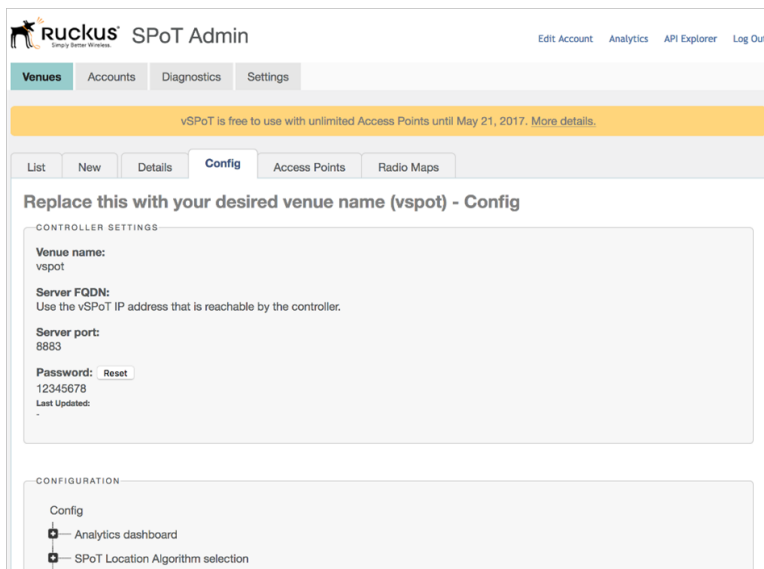 Ruckus®
Simply Better Wireless.
SPoT Admin
Edit Account Analytics API Explorer Log Out
Venues Accounts Diagnostics Settings
vSPoT is free to use with unlimited Access Points until May 21, 2017. More details.
List New Details Config Access Points Radio Maps
Replace this with your desired venue name (vspot) - Config
CONTROLLER SETTINGS
Venue name:
vspot
Server FQDN:
Use the vSPoT IP address that is reachable by the controller.
Server port:
8883
Password: Reset
12345678
Last Updated:
-
CONFIGURATION
Config
Analytics dashboard
SPoT Location Algorithm selection